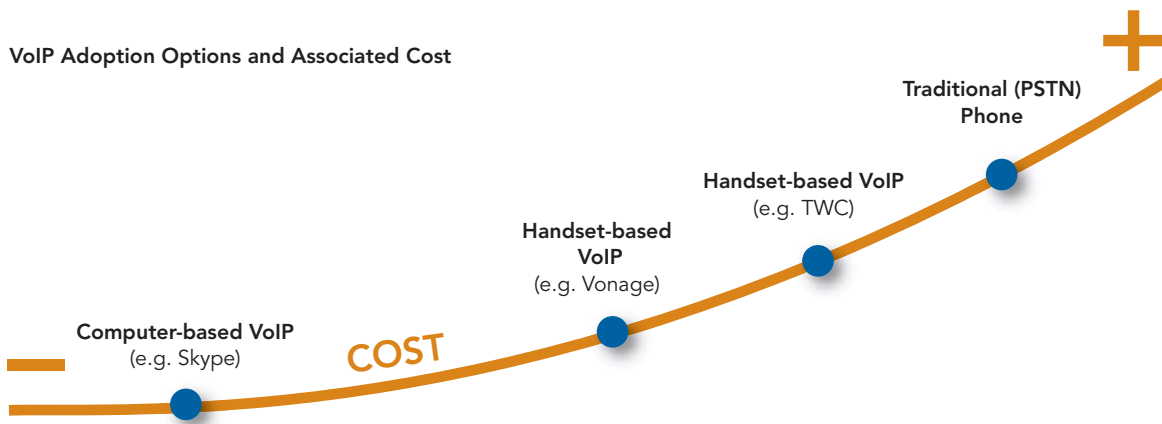 VoIP Adoption Options and Associated Cost
Traditional (PSTN)
Phone
Handset-based VoIP
(e.g. TWC)
Handset-based
VoIP
(e.g. Vonage)
Computer-based VoIP
(e.g. Skype)
COST